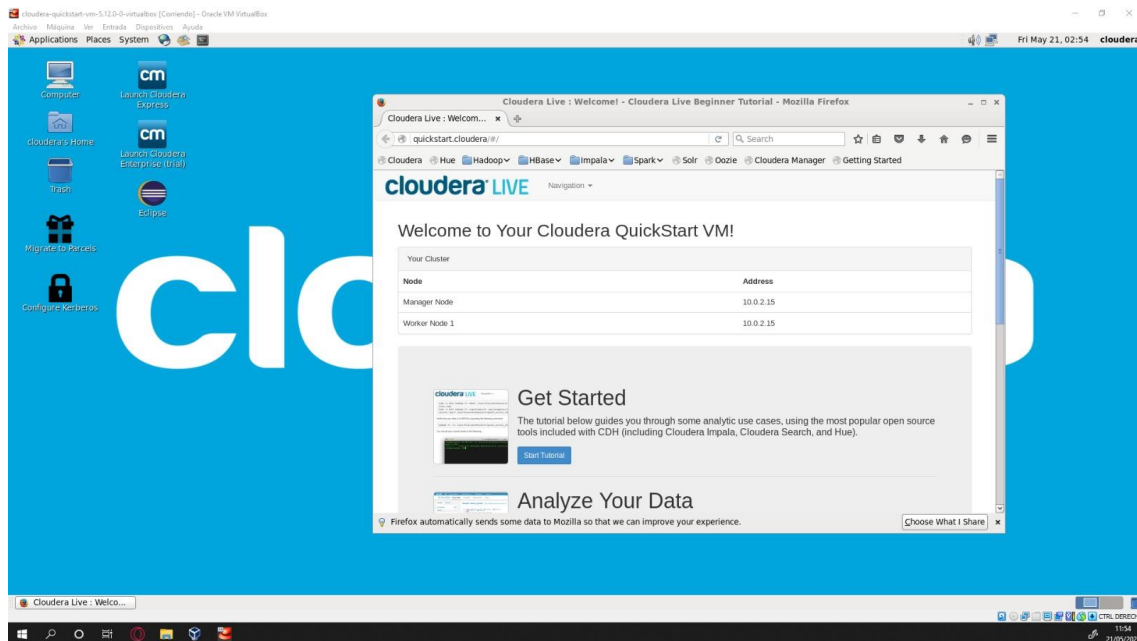 cloudera-quickstart-vm-5.12.0-0-virtualbox [Corriendo] - Oracle VM VirtualBox
Archivo Máquina Ver Entrada Dispositivos Ayuda
Applications Places System
Fri May 21, 02:54 cloudera
Computer
Launch Cloudera Express
cloudera's Home
Launch Cloudera Enterprise (trial)
Trash
Eclipse
Migrate to Parcels
Configure Kerberos
Cloudera Live : Welcome! - Cloudera Live Beginner Tutorial - Mozilla Firefox
Cloudera Live : Welcom...
quickstart.cloudera/#/
Search
Cloudera Hue Hadoop HBase Impala Spark Solr Oozie Cloudera Manager Getting Started
cloudera LIVE Navigation
Welcome to Your Cloudera QuickStart VM!
Your Cluster
Node Address
Manager Node 10.0.2.15
Worker Node 1 10.0.2.15
Get Started
The tutorial below guides you through some analytic use cases, using the most popular open source
tools included with CDH (including Cloudera Impala, Cloudera Search, and Hue).
Start Tutorial
Analyze Your Data
Firefox automatically sends some data to Mozilla so that we can improve your experience.
Choose What I Share
Cloudera Live : Welco...
CTRL DERECH
11:54
21/05/202